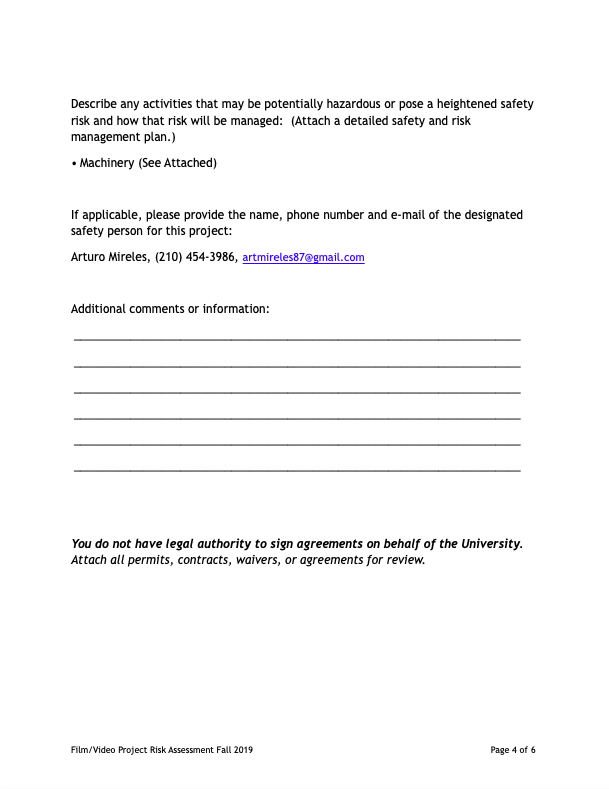 Describe any activities that may be potentially hazardous or pose a heightened safety
risk and how that risk will be managed:  (Attach a detailed safety and risk
management plan.)
• Machinery (See Attached)
If applicable, please provide the name, phone number and e-mail of the designated
safety person for this project:
Arturo Mireles, (210) 454-3986, artmireles87@gmail.com
Additional comments or information:
You do not have legal authority to sign agreements on behalf of the University.
Attach all permits, contracts, waivers, or agreements for review.
Film/Video Project Risk Assessment Fall 2019 Page 4 of 6